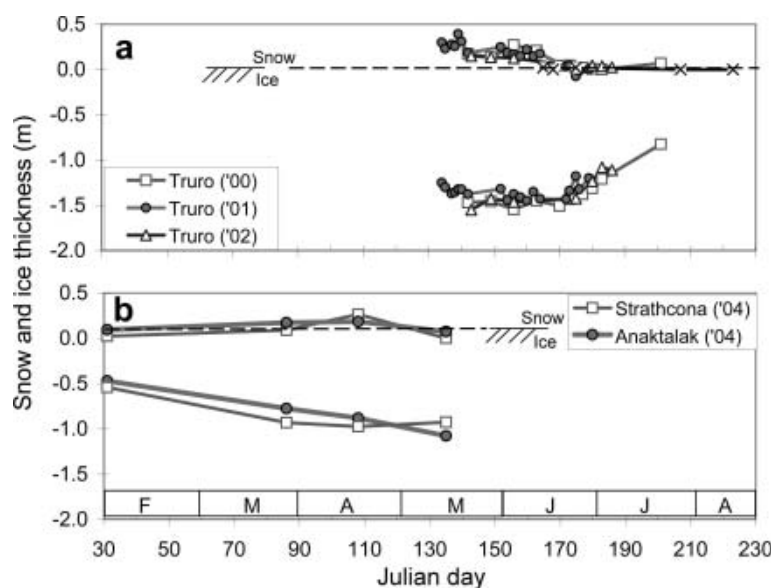 Snow and ice thickness (m)
a
0.5
0.0
-0.5
-1.0
-1.5
-2.0
Snow
Ice
Truro ('00)
Truro ('01)
Truro ('02)
b
0.5
0.0
-0.5
-1.0
-1.5
-2.0
Snow
Ice
Strathcona ('04)
Anaktalak ('04)
F M A M J J A
30 50 70 90 110 130 150 170 190 210 230
Julian day